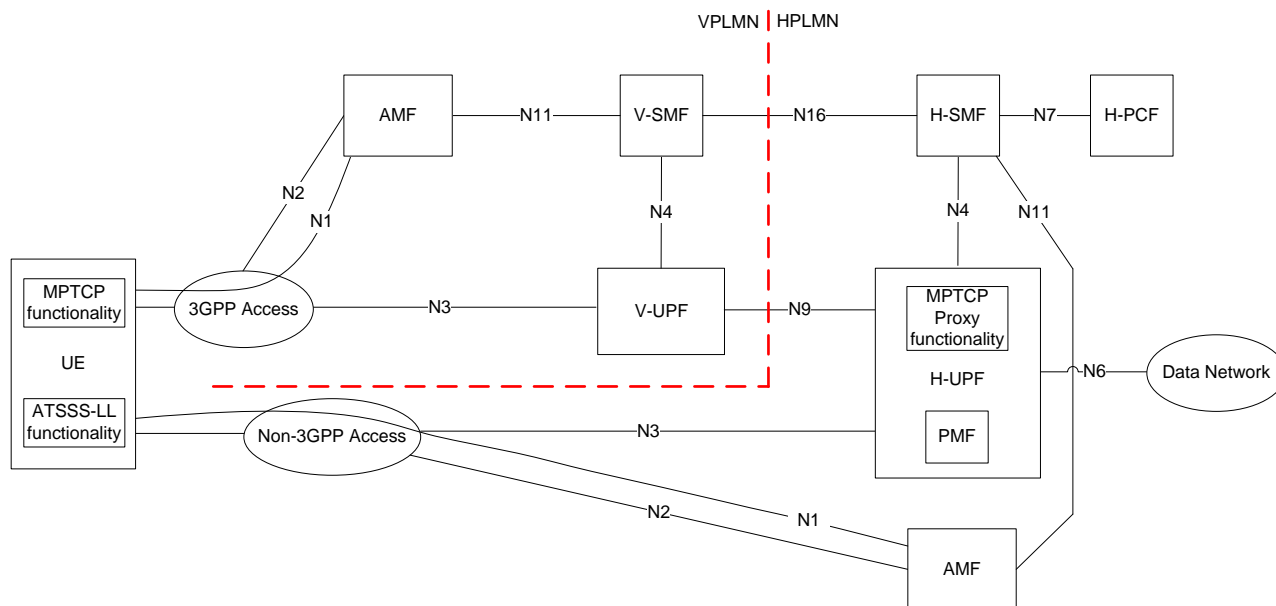 VPLMN
HPLMN
AMF
N11
V-SMF
N16
H-SMF
N7
H-PCF
N2
N1
N4
N4
N11
MPTCP
functionality
UE
ATSSS-LL
functionality
3GPP Access
N3
V-UPF
N9
MPTCP
Proxy
functionality
H-UPF
PMF
N6
Data Network
Non-3GPP Access
N3
N2
N1
AMF